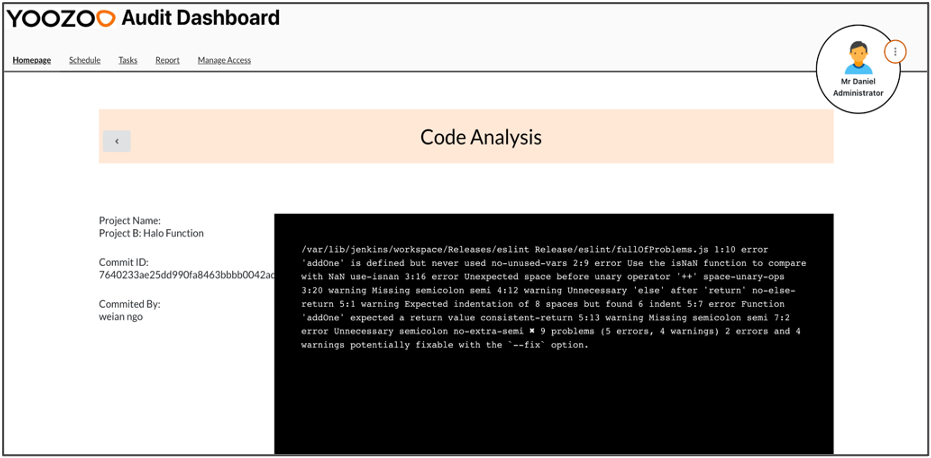 YOOZOO Audit Dashboard
Homepage Schedule Tasks Report Manage Access
Mr Daniel
Administrator
‹ Code Analysis
Project Name:
Project B: Halo Function
Commit ID:
7640233ae25dd990fa8463bbbb0042ac
Commited By:
weian ngo
/var/lib/jenkins/workspace/Releases/eslint Release/eslint/fullOfProblems.js 1:10 error
'addOne' is defined but never used no-unused-vars 2:9 error Use the isNaN function to compare
with NaN use-isnan 3:16 error Unexpected space before unary operator '++' space-unary-ops
3:20 warning Missing semicolon semi 4:12 warning Unnecessary 'else' after 'return' no-else-
return 5:1 warning Expected indentation of 8 spaces but found 6 indent 5:7 error Function
'addOne' expected a return value consistent-return 5:13 warning Missing semicolon semi 7:2
error Unnecessary semicolon no-extra-semi ✖ 9 problems (5 errors, 4 warnings) 2 errors and 4
warnings potentially fixable with the `--fix` option.